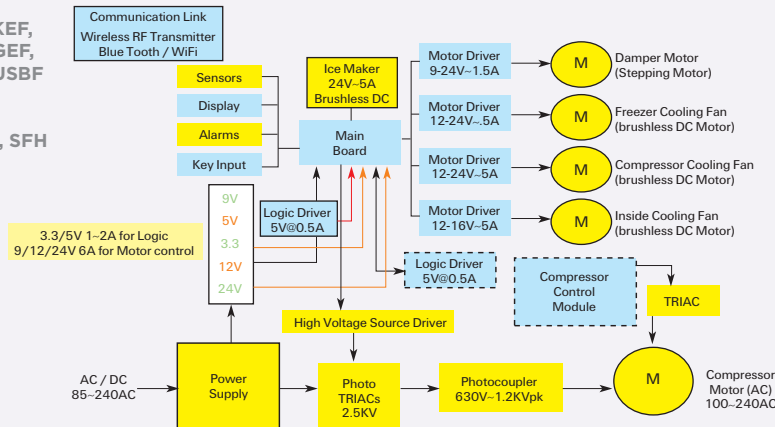 KEF,
GEF,
USBF
, SFH
Communication Link
Wireless RF Transmitter
Blue Tooth / WiFi
Sensors
Display
Alarms
Key Input
Ice Maker
24V~5A
Brushless DC
Main
Board
Motor Driver
9-24V~1.5A
M
Damper Motor
(Stepping Motor)
Motor Driver
12-24V~.5A
M
Freezer Cooling Fan
(brushless DC Motor)
Motor Driver
12-24V~5A
M
Compressor Cooling Fan
(brushless DC Motor)
Motor Driver
12-16V~5A
M
Inside Cooling Fan
(brushless DC Motor)
9V
5V
3.3
12V
24V
3.3/5V 1~2A for Logic
9/12/24V 6A for Motor control
Logic Driver
5V@0.5A
Logic Driver
5V@0.5A
Compressor
Control
Module
TRIAC
High Voltage Source Driver
AC / DC
85~240AC
Power
Supply
Photo
TRIACs
2.5KV
Photocoupler
630V~1.2KVpk
M
Compressor
Motor (AC)
100~240AC